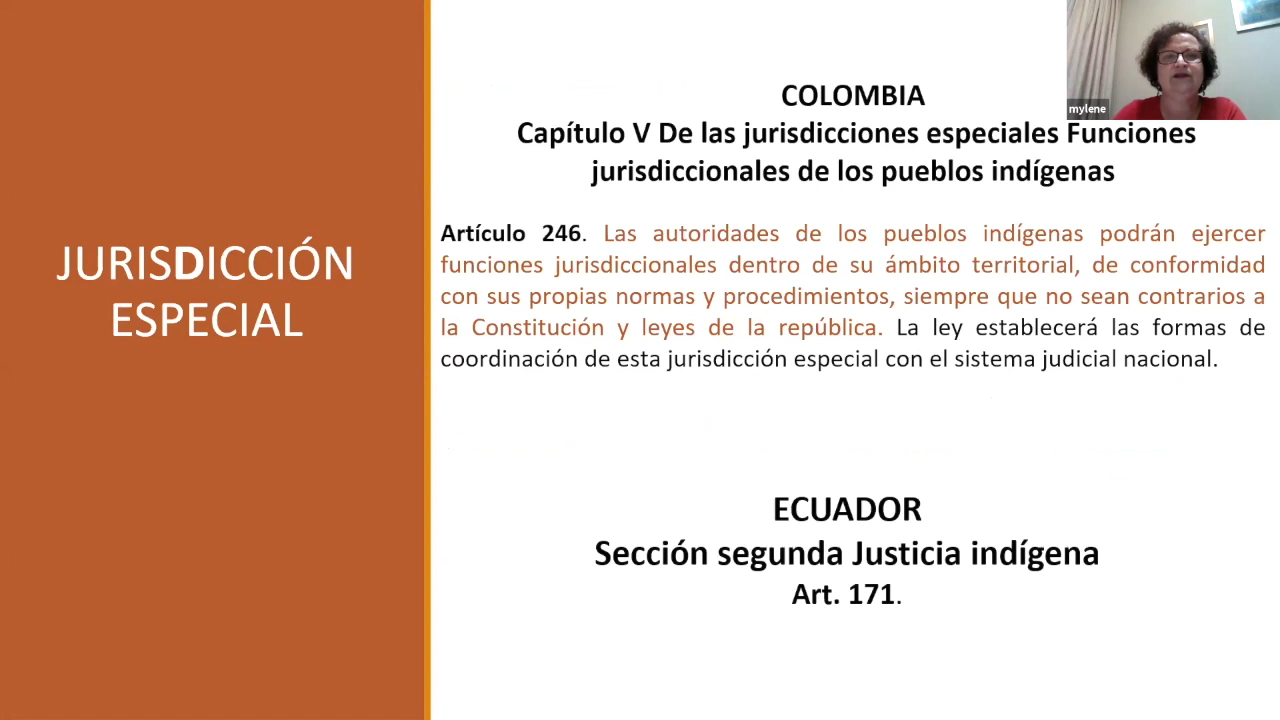 mylene
JURISDICCIÓN
ESPECIAL
COLOMBIA
Capítulo V De las jurisdicciones especiales Funciones
jurisdiccionales de los pueblos indígenas
Artículo 246. Las autoridades de los pueblos indígenas podrán ejercer
funciones jurisdiccionales dentro de su ámbito territorial, de conformidad
con sus propias normas y procedimientos, siempre que no sean contrarios a
la Constitución y leyes de la república. La ley establecerá las formas de
coordinación de esta jurisdicción especial con el sistema judicial nacional.
ECUADOR
Sección segunda Justicia indígena
Art. 171.